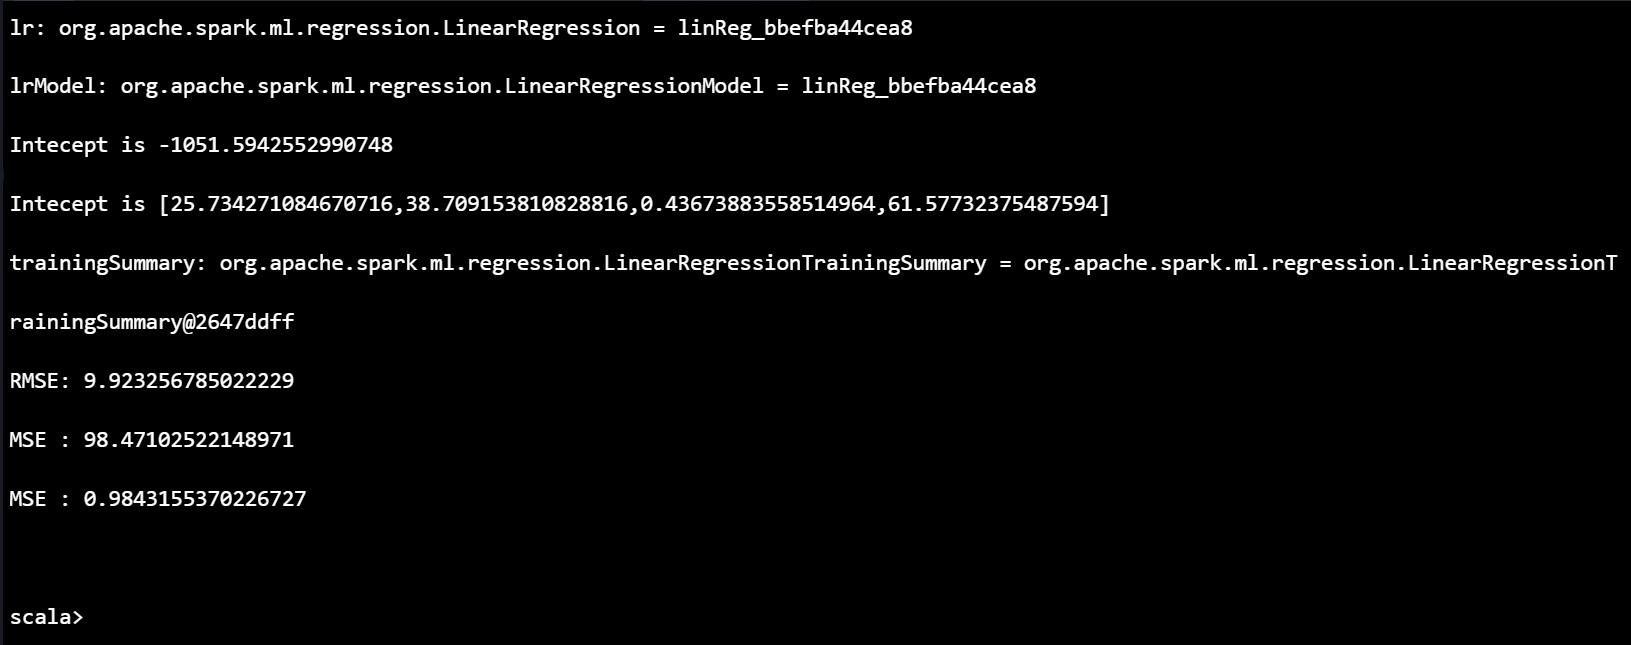 lr: org.apache.spark.ml.regression.LinearRegression = linReg_bbefba44cea8
lrModel: org.apache.spark.ml.regression.LinearRegressionModel = linReg_bbefba44cea8
Intecept is -1051.5942552990748
Intecept is [25.734271084670716,38.709153810828816,0.43673883558514964,61.57732375487594]
trainingSummary: org.apache.spark.ml.regression.LinearRegressionTrainingSummary = org.apache.spark.ml.regression.LinearRegressionT
rainingSummary@2647ddff
RMSE: 9.923256785022229
MSE : 98.47102522148971
MSE : 0.9843155370226727
scala>